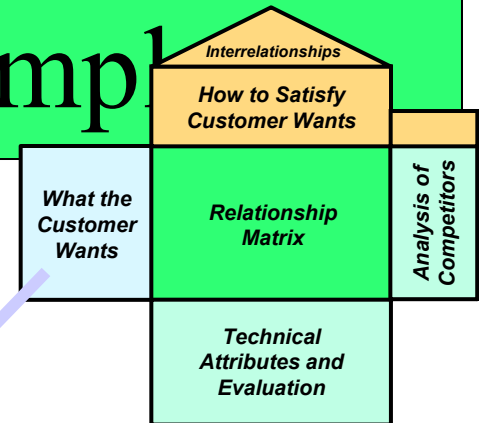 Interrelationships
How to Satisfy
Customer Wants
What the
Customer
Wants
Relationship
Matrix
Analysis of
Competitors
Technical
Attributes and
Evaluation